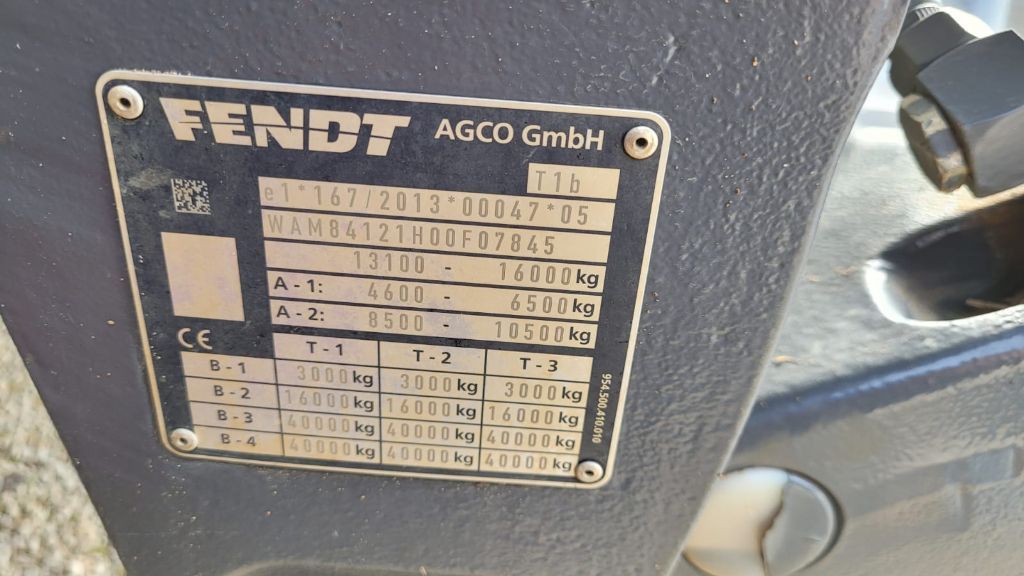 FENDT AGCO GmbH
T1b
e1*167/2013*00047*05
WAM84121H00F07845
13100 - 16000kg
A-1: 4600 - 6500kg
A-2: 8500 - 10500kg
CE
T-1 T-2 T-3
B-1 3000kg 3000kg 3000kg
B-2 16000kg 16000kg 16000kg
B-3 40000kg 40000kg 40000kg
B-4 40000kg 40000kg 40000kg
954.500.410.010